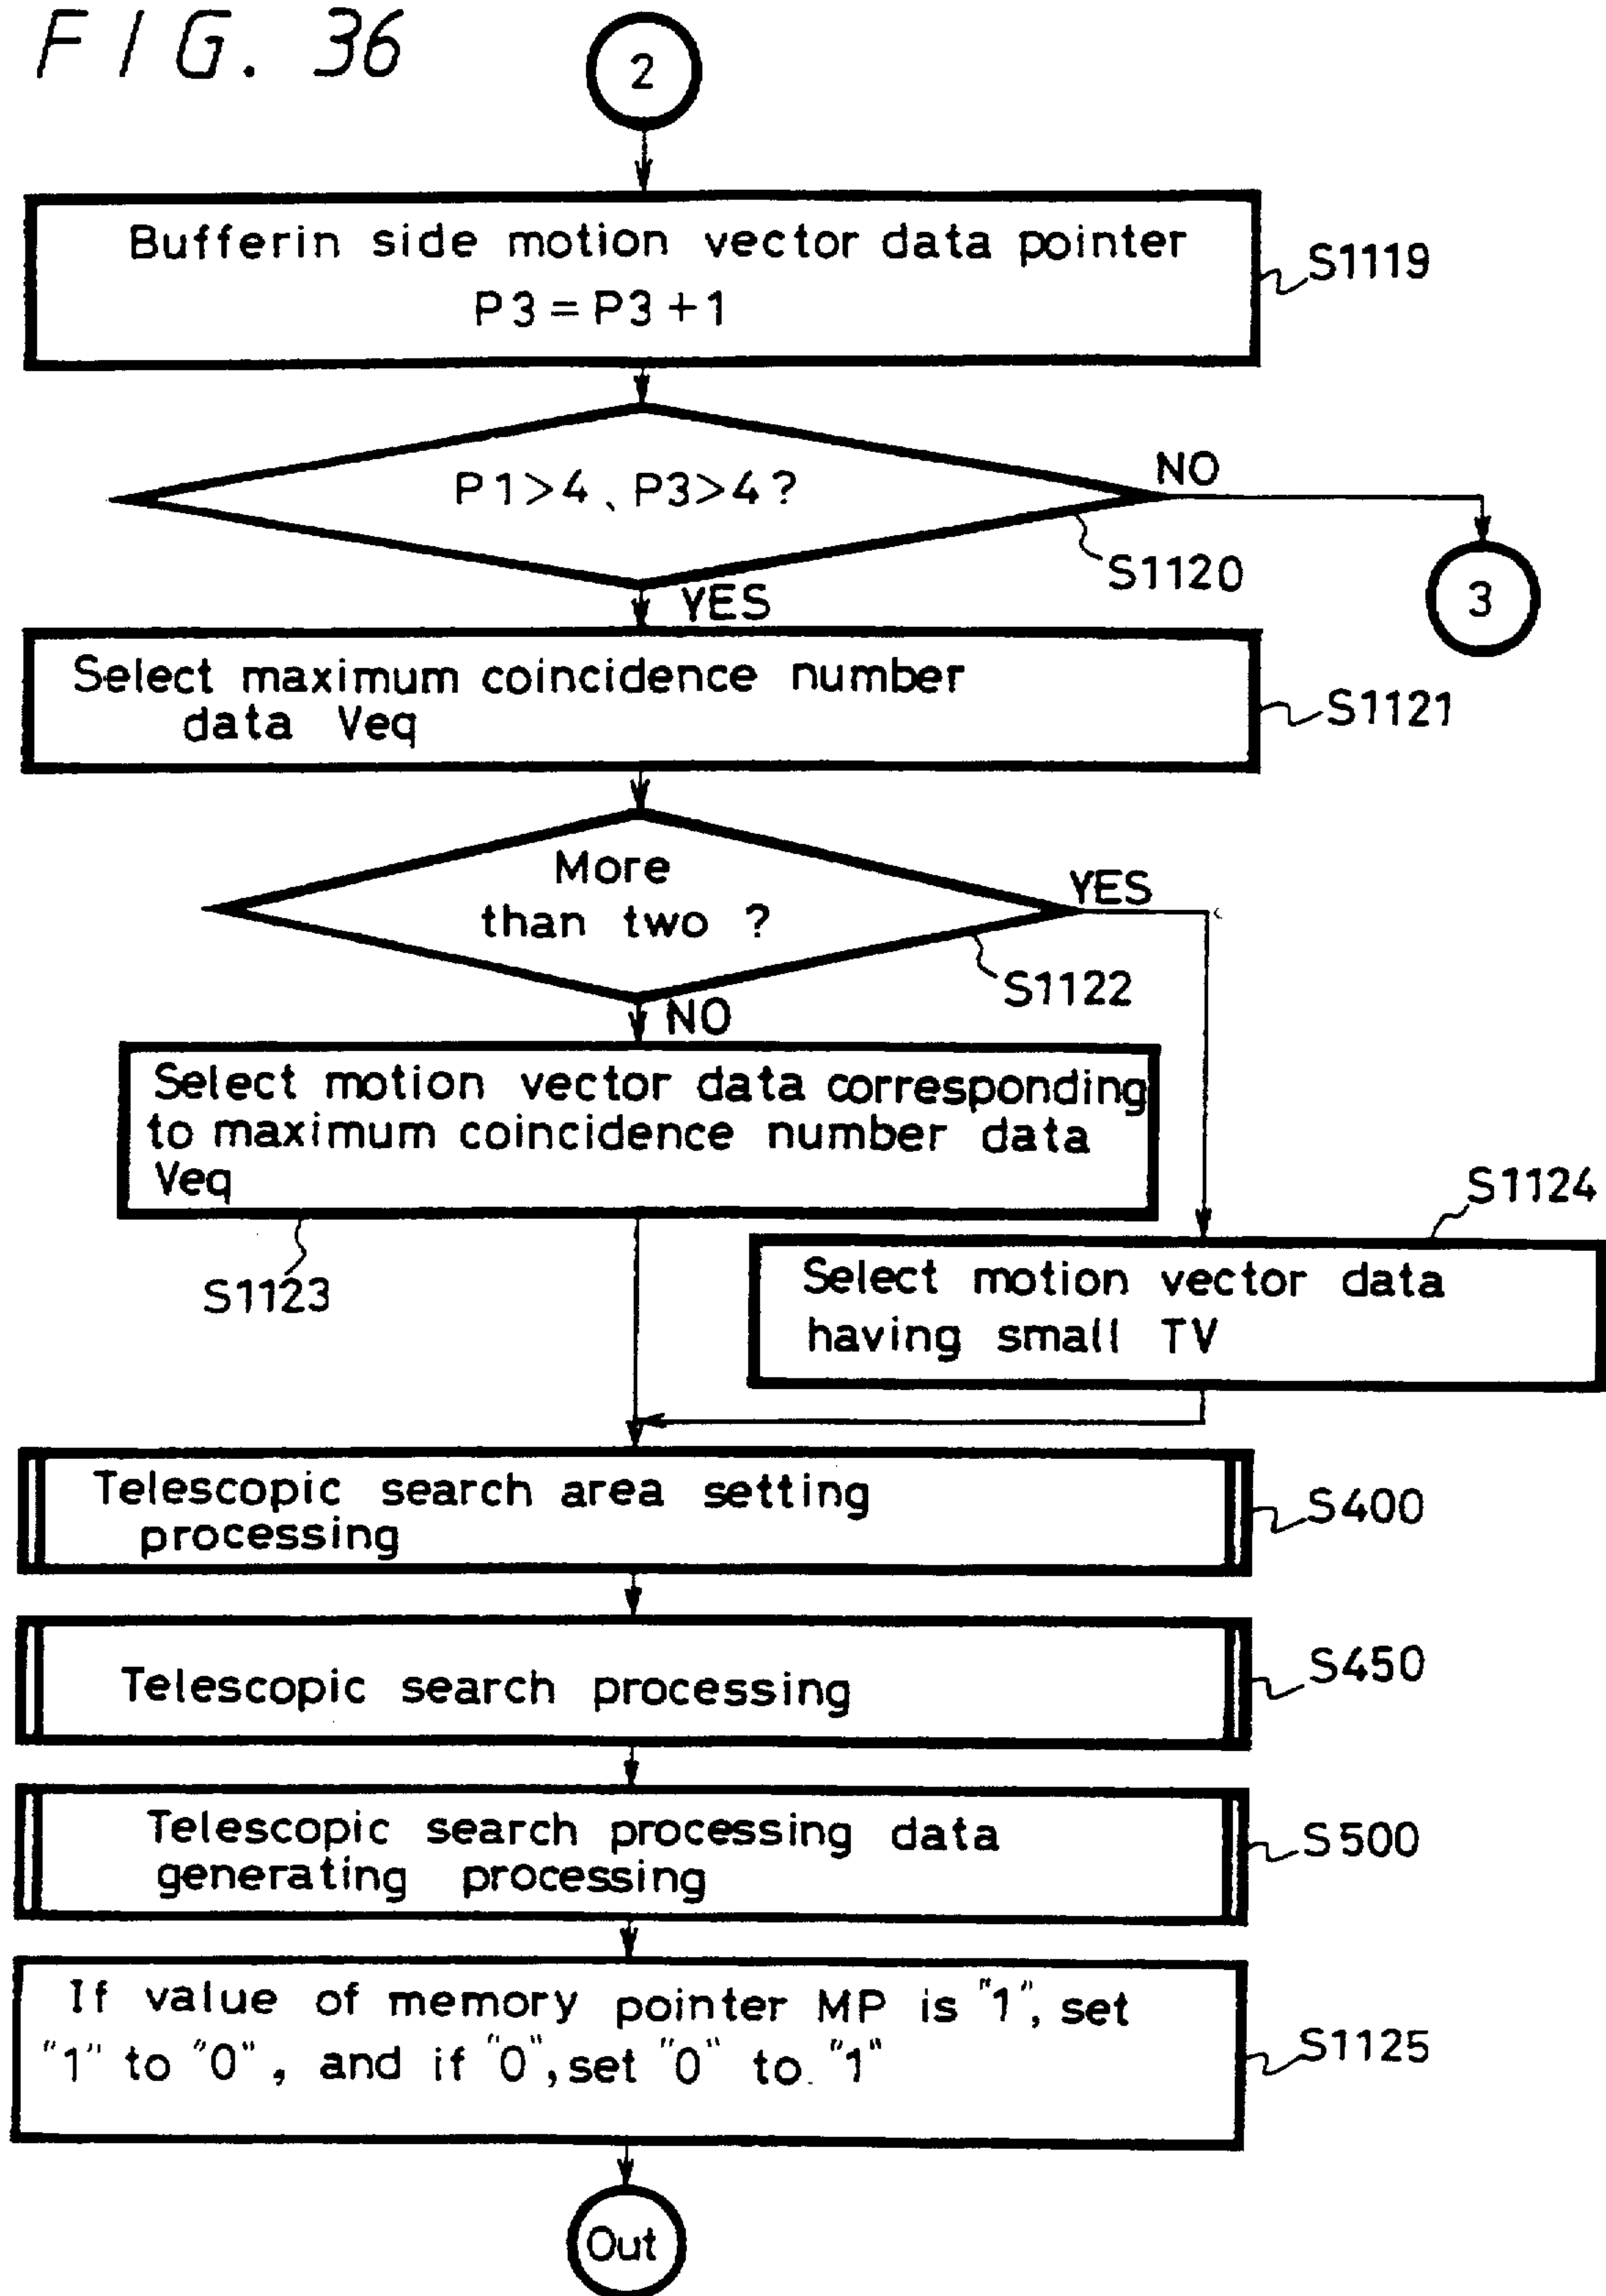 FIG. 36
2
Bufferin side motion vector data pointer
P3 = P3 + 1
S1119
P1>4、P3>4?
NO
S1120
3
YES
Select maximum coincidence number
data Veq
S1121
More
than two ?
YES
S1122
NO
Select motion vector data corresponding
to maximum coincidence number data
Veq
S1123
S1124
Select motion vector data
having small TV
Telescopic search area setting
processing
S400
Telescopic search processing
S450
Telescopic search processing data
generating processing
S500
If value of memory pointer MP is "1", set
"1" to "0", and if "0", set "0" to "1"
S1125
Out